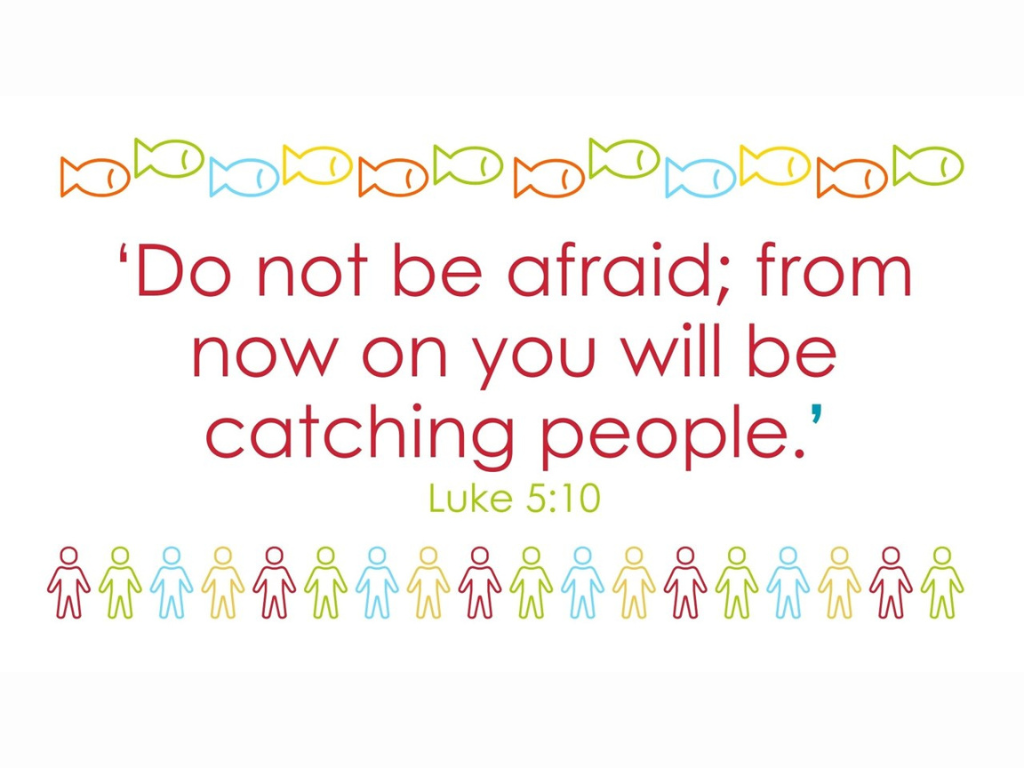 ‘Do not be afraid; from
now on you will be
catching people.’
Luke 5:10